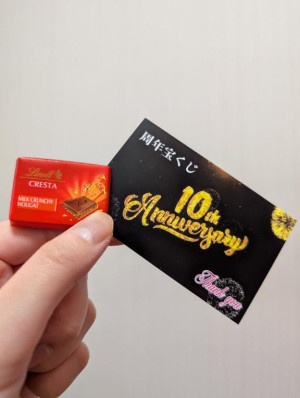 Lindt
CRESTA
MILK CRUNCHY
NOUGAT
周年宝くじ
10th
Anniversary
Thank you